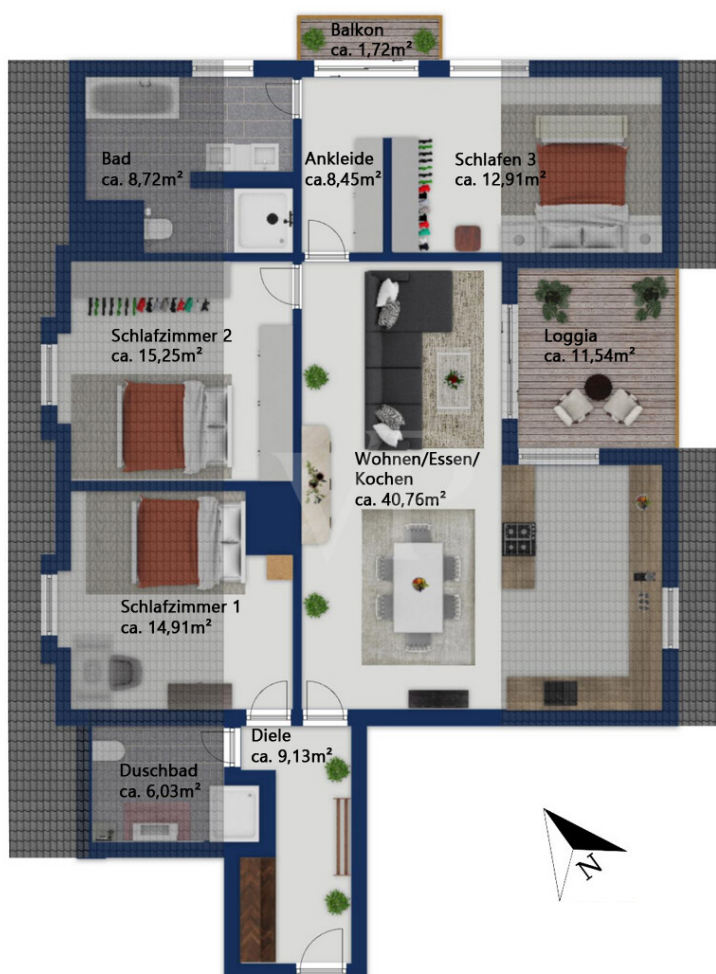 Balkon
ca. 1,72m²
Bad
ca. 8,72m²
Ankleide
ca.8,45m²
Schlafen 3
ca. 12,91m²
Schlafzimmer 2
ca. 15,25m²
Loggia
ca. 11,54m²
Wohnen/Essen/
Kochen
ca. 40,76m²
Schlafzimmer 1
ca. 14,91m²
Diele
ca. 9,13m²
Duschbad
ca. 6,03m²
N